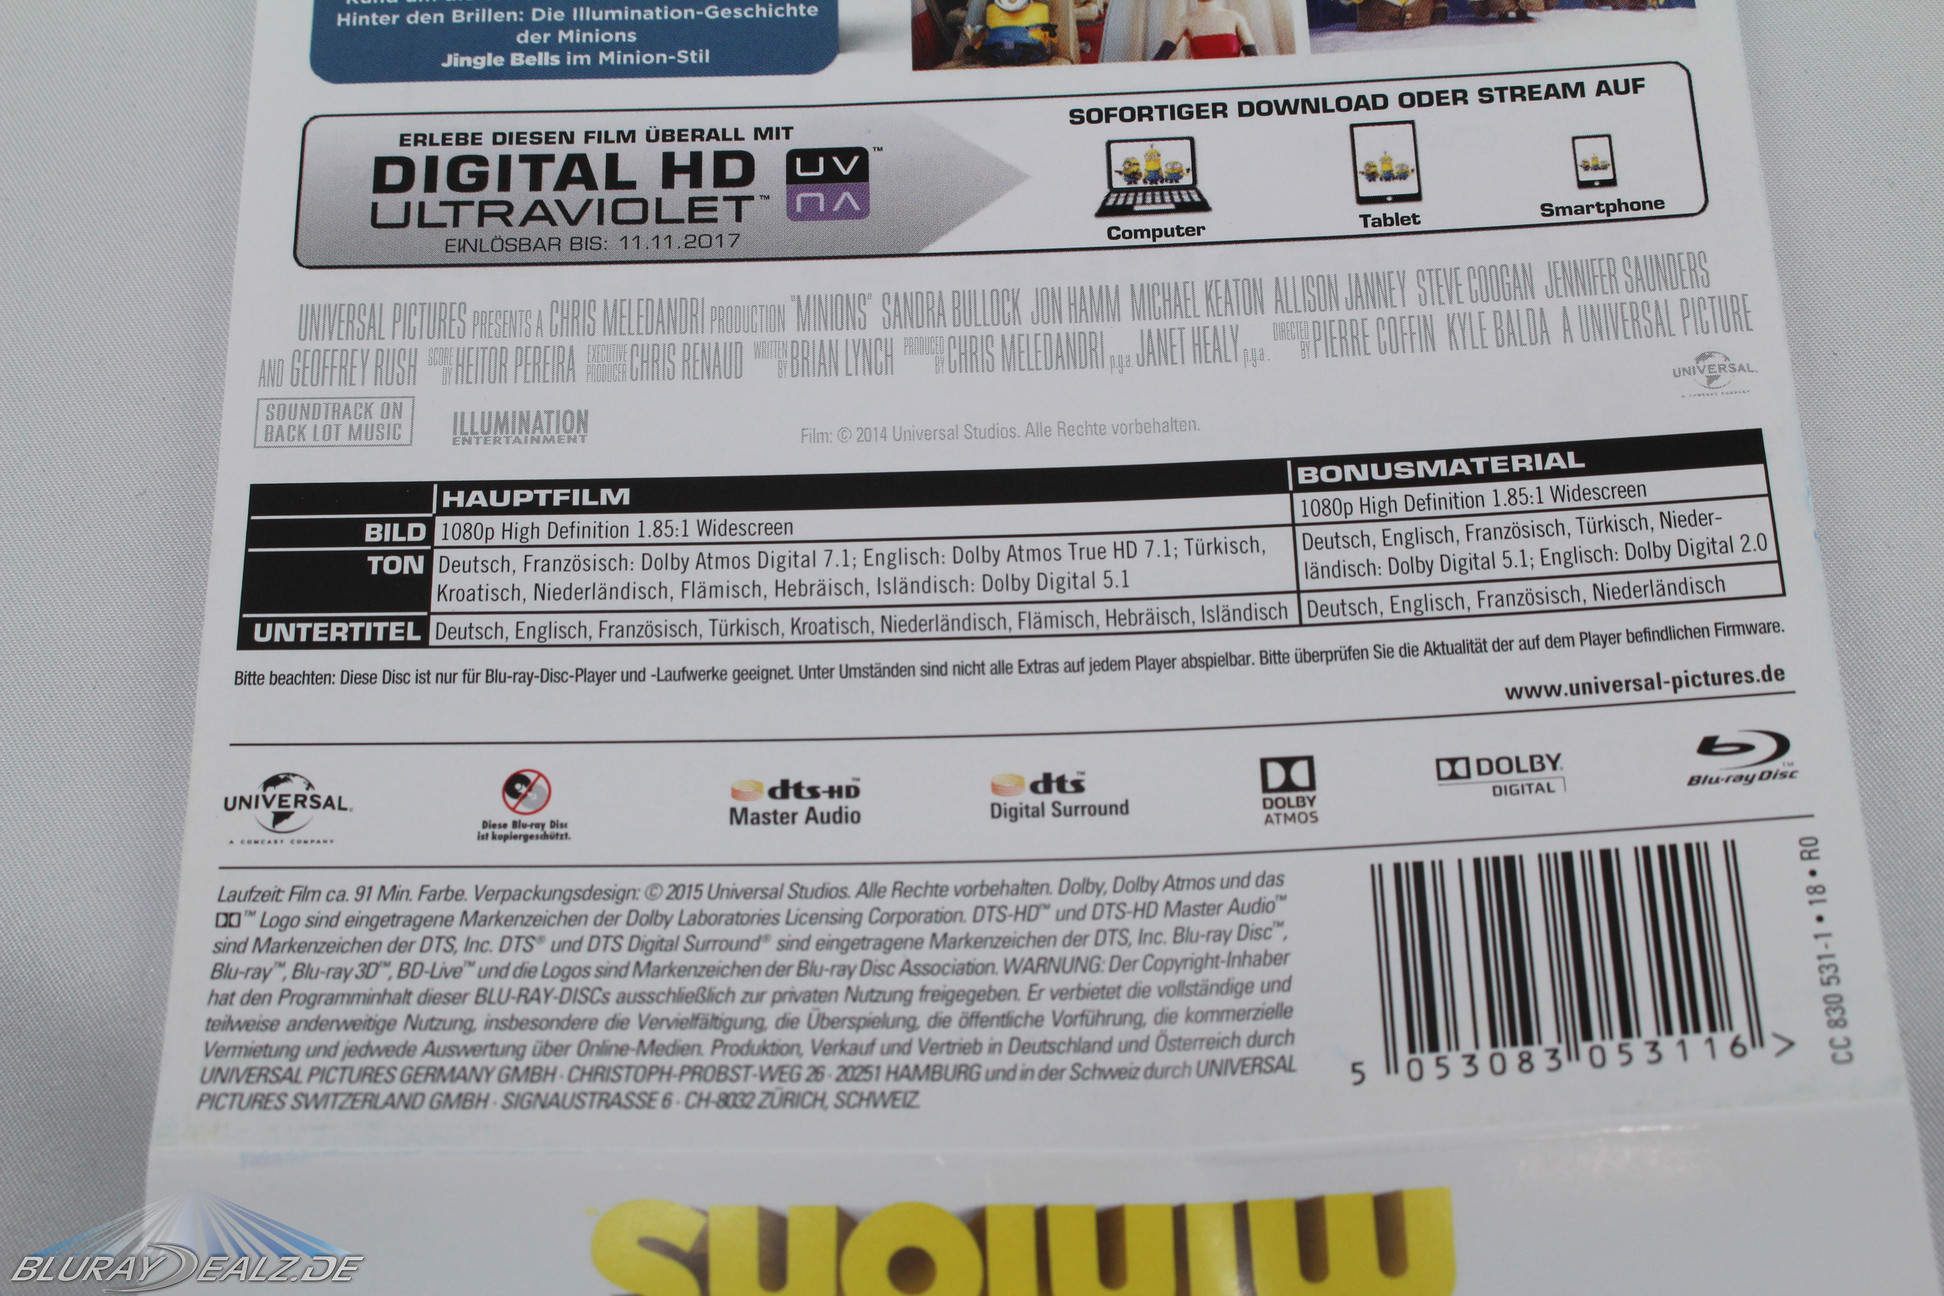 Hinter den Brillen: Die Illumination-Geschichte
der Minions
Jingle Bells im Minion-Stil
ERLEBE DIESEN FILM ÜBERALL MIT
DIGITAL HD
ULTRAVIOLET™
UV™
EINLÖSBAR BIS: 11.11.2017
SOFORTIGER DOWNLOAD ODER STREAM AUF
Computer
Tablet
Smartphone
UNIVERSAL PICTURES PRESENTS A CHRIS MELEDANDRI PRODUCTION "MINIONS" SANDRA BULLOCK JON HAMM MICHAEL KEATON ALLISON JANNEY STEVE COOGAN JENNIFER SAUNDERS
AND GEOFFREY RUSH SCORE BY HEITOR PEREIRA EXECUTIVE PRODUCER CHRIS RENAUD WRITTEN BY BRIAN LYNCH PRODUCED BY CHRIS MELEDANDRI p.g.a. JANET HEALY p.g.a. DIRECTED BY PIERRE COFFIN KYLE BALDA A UNIVERSAL PICTURE
SOUNDTRACK ON
BACK LOT MUSIC
ILLUMINATION
ENTERTAINMENT
Film: © 2014 Universal Studios. Alle Rechte vorbehalten.
UNIVERSAL
A COMCAST COMPANY
HAUPTFILM
BONUSMATERIAL
BILD
1080p High Definition 1.85:1 Widescreen
1080p High Definition 1.85:1 Widescreen
TON
Deutsch, Französisch: Dolby Atmos Digital 7.1; Englisch: Dolby Atmos True HD 7.1; Türkisch,
Kroatisch, Niederländisch, Flämisch, Hebräisch, Isländisch: Dolby Digital 5.1
Deutsch, Englisch, Französisch, Türkisch, Nieder-
ländisch: Dolby Digital 5.1; Englisch: Dolby Digital 2.0
UNTERTITEL
Deutsch, Englisch, Französisch, Türkisch, Kroatisch, Niederländisch, Flämisch, Hebräisch, Isländisch
Deutsch, Englisch, Französisch, Niederländisch
Bitte beachten: Diese Disc ist nur für Blu-ray-Disc-Player und -Laufwerke geeignet. Unter Umständen sind nicht alle Extras auf jedem Player abspielbar. Bitte überprüfen Sie die Aktualität der auf dem Player befindlichen Firmware.
www.universal-pictures.de
UNIVERSAL
A COMCAST COMPANY
Diese Blu-ray Disc
ist kopiergeschützt.
dts-HD™
Master Audio
dts™
Digital Surround
DOLBY
ATMOS
DOLBY
DIGITAL
Blu-ray Disc™
Laufzeit: Film ca. 91 Min. Farbe. Verpackungsdesign: © 2015 Universal Studios. Alle Rechte vorbehalten. Dolby, Dolby Atmos und das
™ Logo sind eingetragene Markenzeichen der Dolby Laboratories Licensing Corporation. DTS-HD™ und DTS-HD Master Audio™
sind Markenzeichen der DTS, Inc. DTS® und DTS Digital Surround® sind eingetragene Markenzeichen der DTS, Inc. Blu-ray Disc™,
Blu-ray™, Blu-ray 3D™, BD-Live™ und die Logos sind Markenzeichen der Blu-ray Disc Association. WARNUNG: Der Copyright-Inhaber
hat den Programminhalt dieser BLU-RAY-DISCs ausschließlich zur privaten Nutzung freigegeben. Er verbietet die vollständige und
teilweise anderweitige Nutzung, insbesondere die Vervielfältigung, die Überspielung, die öffentliche Vorführung, die kommerzielle
Vermietung und jedwede Auswertung über Online-Medien. Produktion, Verkauf und Vertrieb in Deutschland und Österreich durch
UNIVERSAL PICTURES GERMANY GMBH · CHRISTOPH-PROBST-WEG 26 · 20251 HAMBURG und in der Schweiz durch UNIVERSAL
PICTURES SWITZERLAND GMBH · SIGNAUSTRASSE 6 · CH-8032 ZÜRICH, SCHWEIZ.
5 053083 053116 >
CC 830 531-1 • 18 • R0
minions
BLURAYDEALZ.DE